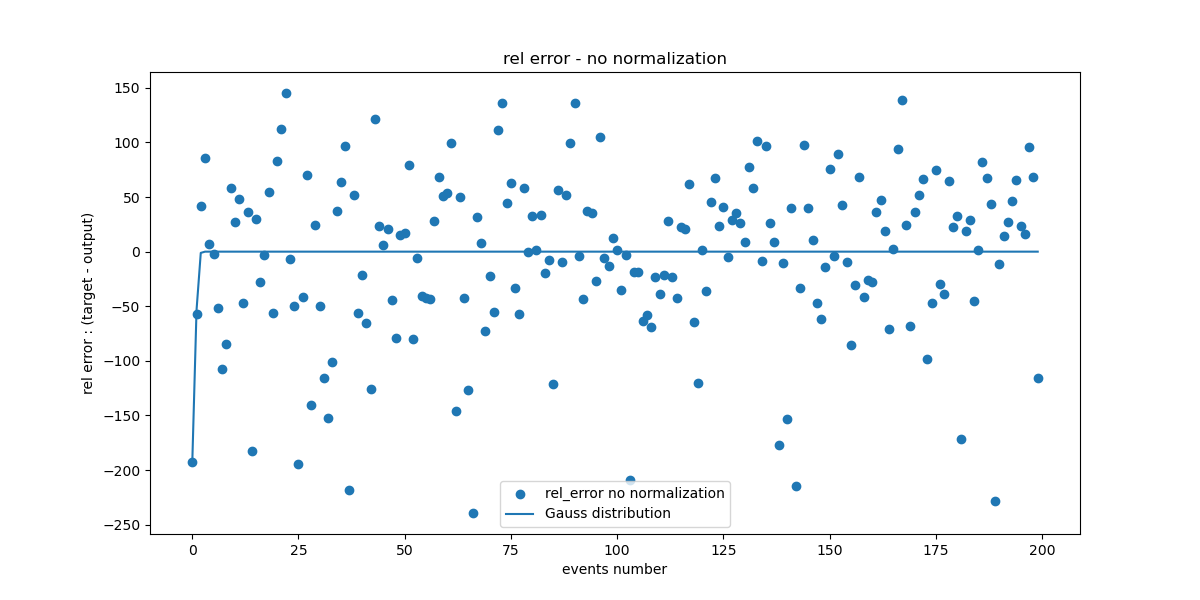 rel error - no normalization
rel error : (target - output)
150
100
50
0
−50
−100
−150
−200
−250
rel_error no normalization
Gauss distribution
0 25 50 75 100 125 150 175 200
events number